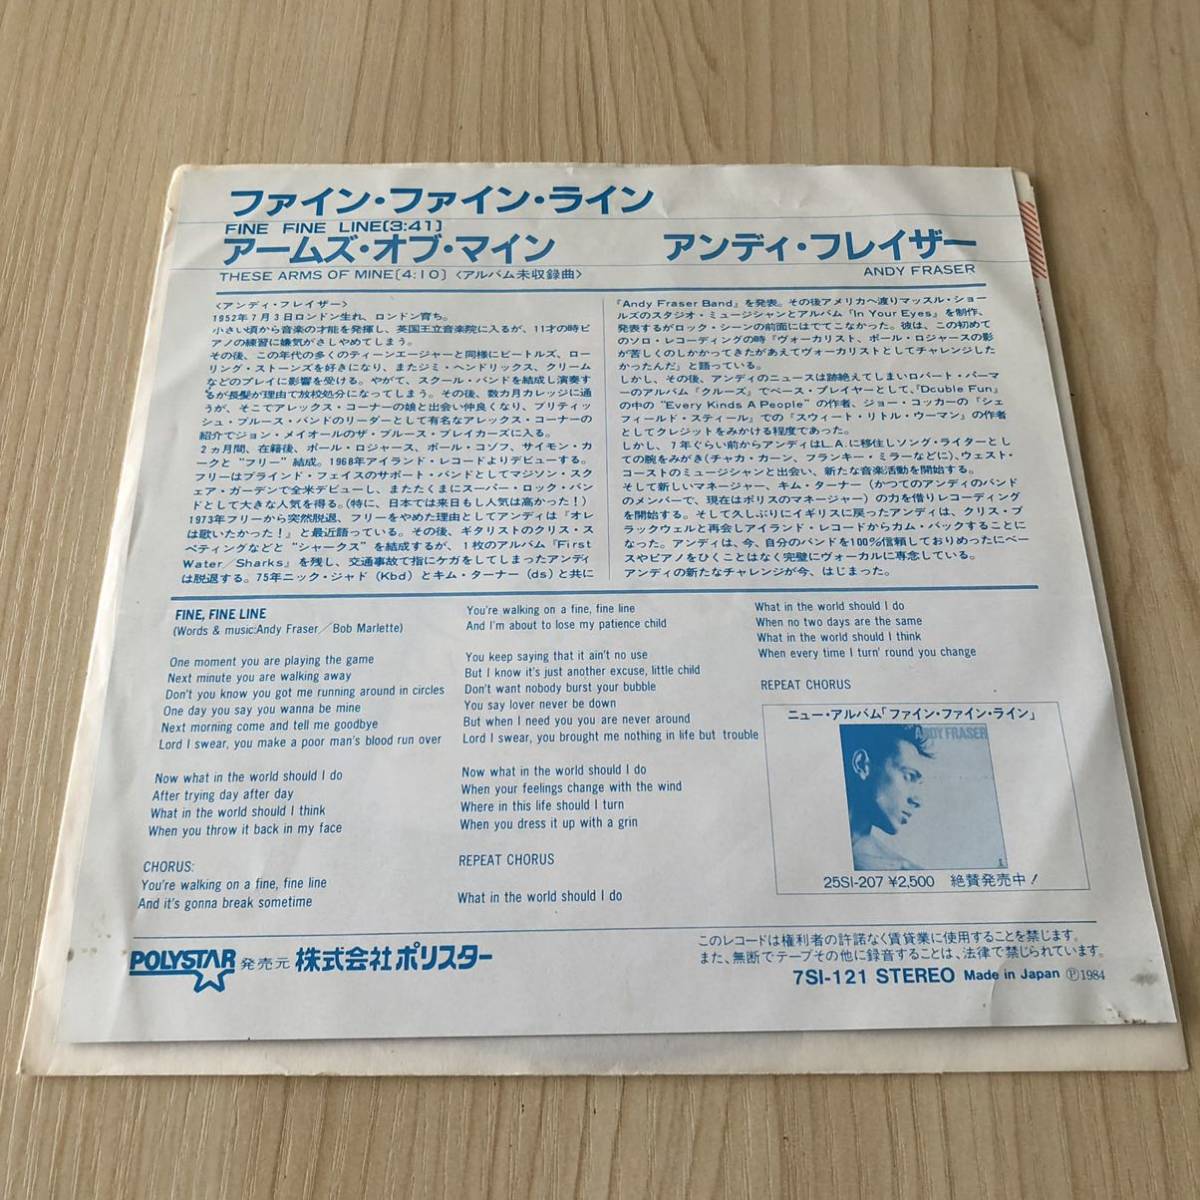 ファイン・ファイン・ライン
FINE FINE LINE[3:41]
アームズ・オブ・マイン
THESE ARMS OF MINE[4:10]〈アルバム未収録曲〉
アンディ・フレイザー
ANDY FRASER
〈アンディ・フレイザー〉
1952年7月3日ロンドン生れ、ロンドン育ち。
小さい頃から音楽の才能を発揮し、英国王立音楽院に入るが、11才の時ピ
アノの練習に嫌気がさしやめてしまう。
その後、この年代の多くのティーンエージャーと同様にビートルズ、ロー
リング・ストーンズを好きになり、またジミ・ヘンドリックス、クリーム
などのプレイに影響を受ける。やがて、スクール・バンドを結成し演奏す
るが長髪が理由で放校処分になってしまう。その後、数カ月カレッジに通
うが、そこでアレックス・コーナーの娘と出会い仲良くなり、ブリティッ
シュ・ブルース・バンドのリーダーとして有名なアレックス・コーナーの
紹介でジョン・メイオールのザ・ブルース・ブレイカーズに入る。
2ヵ月間、在籍後、ポール・ロジャース、ポール・コゾフ、サイモン・カ
ークと“フリー”結成。1968年アイランド・レコードよりデビューする。
フリーはブラインド・フェイスのサポート・バンドとしてマジソン・スク
ェア・ガーデンで全米デビューし、またたくまにスーパー・ロック・バン
ドとして大きな人気を得る。(特に、日本では来日もし人気は高かった!)
1973年フリーから突然脱退、フリーをやめた理由としてアンディは『オレ
は歌いたかった!』と最近語っている。その後、ギタリストのクリス・ス
ペティングなどと“シャークス”を結成するが、1枚のアルバム『First
Water／Sharks』を残し、交通事故で指にケガをしてしまったアンディ
は脱退する。75年ニック・ジャド(Kbd)とキム・ターナー(ds)と共に
『Andy Fraser Band』を発表。その後アメリカへ渡りマッスル・ショー
ルズのスタジオ・ミュージシャンとアルバム『In Your Eyes』を制作、
発表するがロック・シーンの前面にはでてこなかった。彼は、この初めて
のソロ・レコーディングの時『ヴォーカリスト、ポール・ロジャースの影
が苦しくのしかかってきたがあえてヴォーカリストとしてチャレンジした
かったんだ』と語っている。
しかし、その後、アンディのニュースは跡絶えてしまいロバート・パーマ
ーのアルバム『クルーズ』でベース・プレイヤーとして、『Dcuble Fun』
の中の“Every Kinds A People”の作者、ジョー・コッカーの『シェ
フィールド・スティール』での『スウィート・リトル・ウーマン』の作者
としてクレジットをみかける程度であった。
しかし、7年ぐらい前からアンディはL.A.に移住しソング・ライターとし
ての腕をみがき(チャカ・カーン、フランキー・ミラーなどに)、ウェスト・
コーストのミュージシャンと出会い、新たな音楽活動を開始する。
そして新しいマネージャー、キム・ターナー(かつてのアンディのバンド
のメンバーで、現在はポリスのマネージャー)の力を借りレコーディング
を開始する。そして久しぶりにイギリスに戻ったアンディは、クリス・ブ
ラックウェルと再会しアイランド・レコードからカム・バックすることに
なった。アンディは、今、自分のバンドを100%信頼しておりめったにベー
スやピアノをひくことはなく完璧にヴォーカルに専念している。
アンディの新たなチャレンジが今、はじまった。
FINE, FINE LINE
(Words & music:Andy Fraser／Bob Marlette)
One moment you are playing the game
Next minute you are walking away
Don't you know you got me running around in circles
One day you say you wanna be mine
Next morning come and tell me goodbye
Lord I swear, you make a poor man's blood run over
Now what in the world should I do
After trying day after day
What in the world should I think
When you throw it back in my face
CHORUS:
You're walking on a fine, fine line
And it's gonna break sometime
You're walking on a fine, fine line
And I'm about to lose my patience child
You keep saying that it ain't no use
But I know it's just another excuse, little child
Don't want nobody burst your bubble
You say lover never be down
But when I need you you are never around
Lord I swear, you brought me nothing in life but trouble
Now what in the world should I do
When your feelings change with the wind
Where in this life should I turn
When you dress it up with a grin
REPEAT CHORUS
What in the world should I do
What in the world should I do
When no two days are the same
What in the world should I think
When every time I turn' round you change
REPEAT CHORUS
ニュー・アルバム「ファイン・ファイン・ライン」
ANDY FRASER
25SI-207 ¥2,500 絶賛発売中!
POLYSTAR
発売元 株式会社ポリスター
このレコードは権利者の許諾なく賃貸業に使用することを禁じます。
また、無断でテープその他に録音することは、法律で禁じられています。
7SI-121 STEREO Made in Japan Ⓟ1984